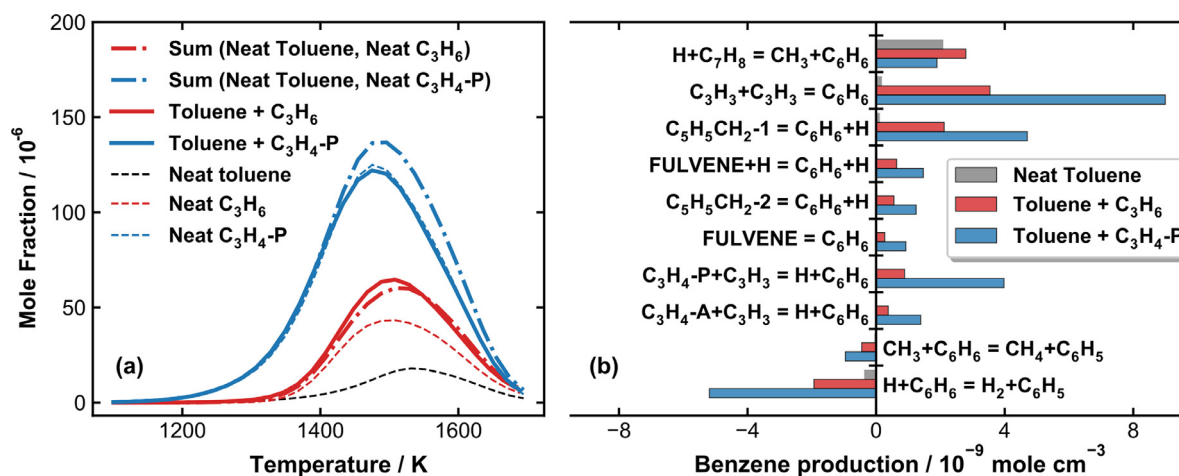 200
150
100
50
0
Mole Fraction / 10⁻⁶
Sum (Neat Toluene, Neat C₃H₆)
Sum (Neat Toluene, Neat C₃H₄-P)
Toluene + C₃H₆
Toluene + C₃H₄-P
Neat toluene
Neat C₃H₆
Neat C₃H₄-P
(a)
1200 1400 1600
Temperature / K
H+C₇H₈ = CH₃+C₆H₆
C₃H₃+C₃H₃ = C₆H₆
C₅H₅CH₂-1 = C₆H₆+H
FULVENE+H = C₆H₆+H
C₅H₅CH₂-2 = C₆H₆+H
FULVENE = C₆H₆
C₃H₄-P+C₃H₃ = H+C₆H₆
C₃H₄-A+C₃H₃ = H+C₆H₆
CH₃+C₆H₆ = CH₄+C₆H₅
H+C₆H₆ = H₂+C₆H₅
Neat Toluene
Toluene + C₃H₆
Toluene + C₃H₄-P
(b)
−8 −4 0 4 8
Benzene production / 10⁻⁹ mole cm⁻³